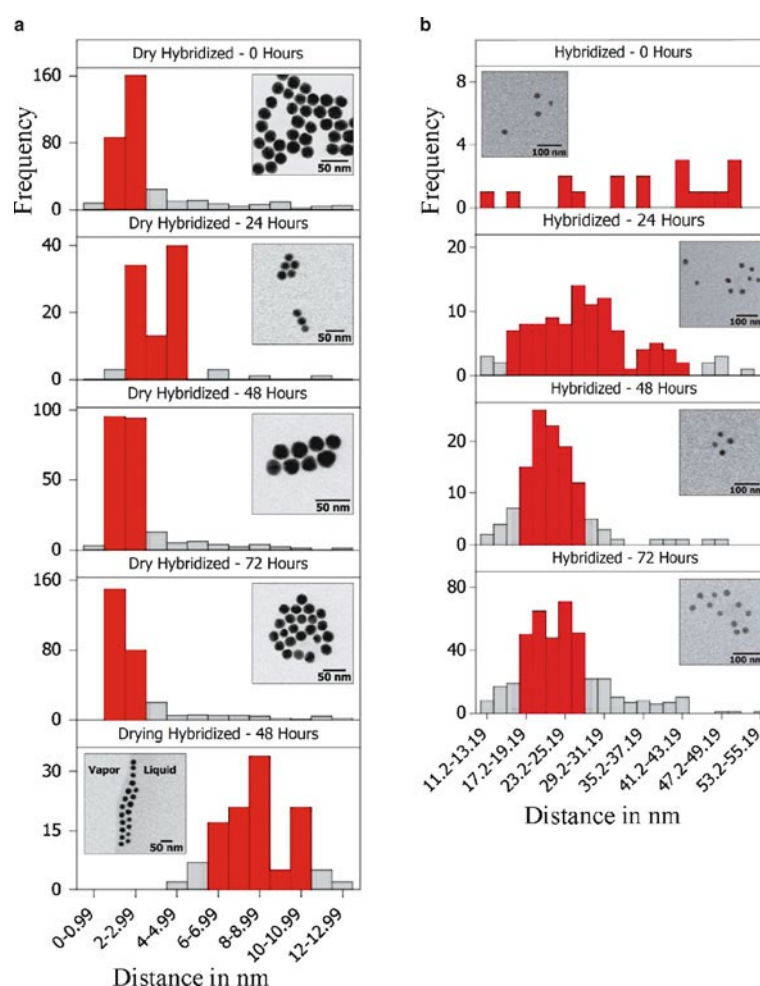 a
Dry Hybridized - 0 Hours
160
80
0
Frequency
50 nm
Dry Hybridized - 24 Hours
40
20
0
50 nm
Dry Hybridized - 48 Hours
100
50
0
50 nm
Dry Hybridized - 72 Hours
160
80
0
50 nm
Drying Hybridized - 48 Hours
30
15
0
Vapor Liquid
50 nm
0-0.99
2-2.99
4-4.99
6-6.99
8-8.99
10-10.99
12-12.99
Distance in nm
b
Hybridized - 0 Hours
8
4
0
Frequency
100 nm
Hybridized - 24 Hours
20
10
0
100 nm
Hybridized - 48 Hours
20
10
0
100 nm
Hybridized - 72 Hours
80
40
0
100 nm
11.2-13.19
17.2-19.19
23.2-25.19
29.2-31.19
35.2-37.19
41.2-43.19
47.2-49.19
53.2-55.19
Distance in nm